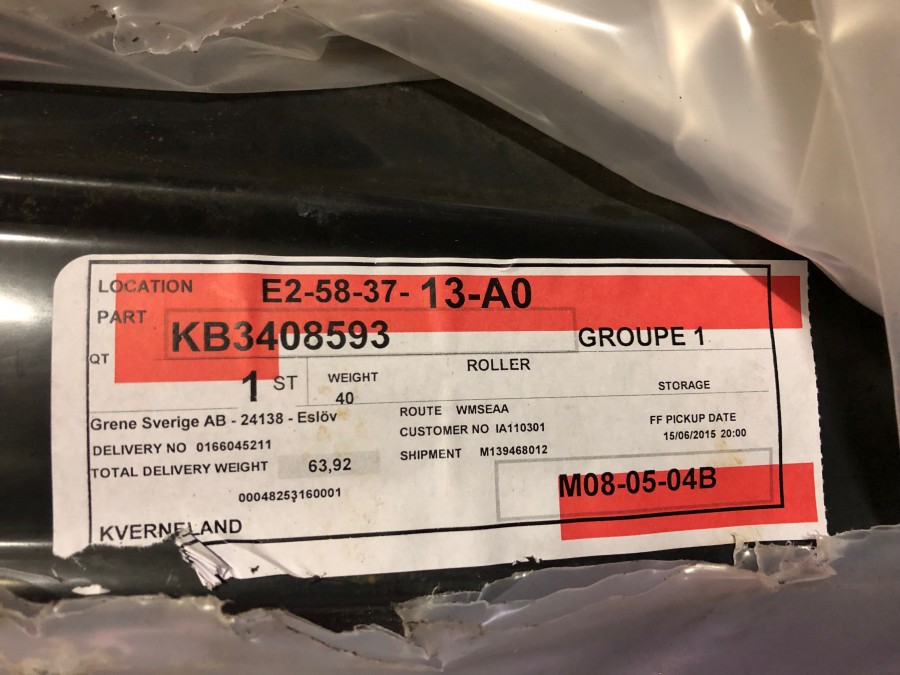 LOCATION E2-58-37- 13-A0
PART KB3408593 GROUPE 1
QT 1 ST WEIGHT 40 ROLLER STORAGE
Grene Sverige AB - 24138 - Eslöv
ROUTE WMSEAA
FF PICKUP DATE
DELIVERY NO 0166045211
CUSTOMER NO IA110301
15/06/2015 20:00
TOTAL DELIVERY WEIGHT 63,92
SHIPMENT M139468012
00048253160001
M08-05-04B
KVERNELAND